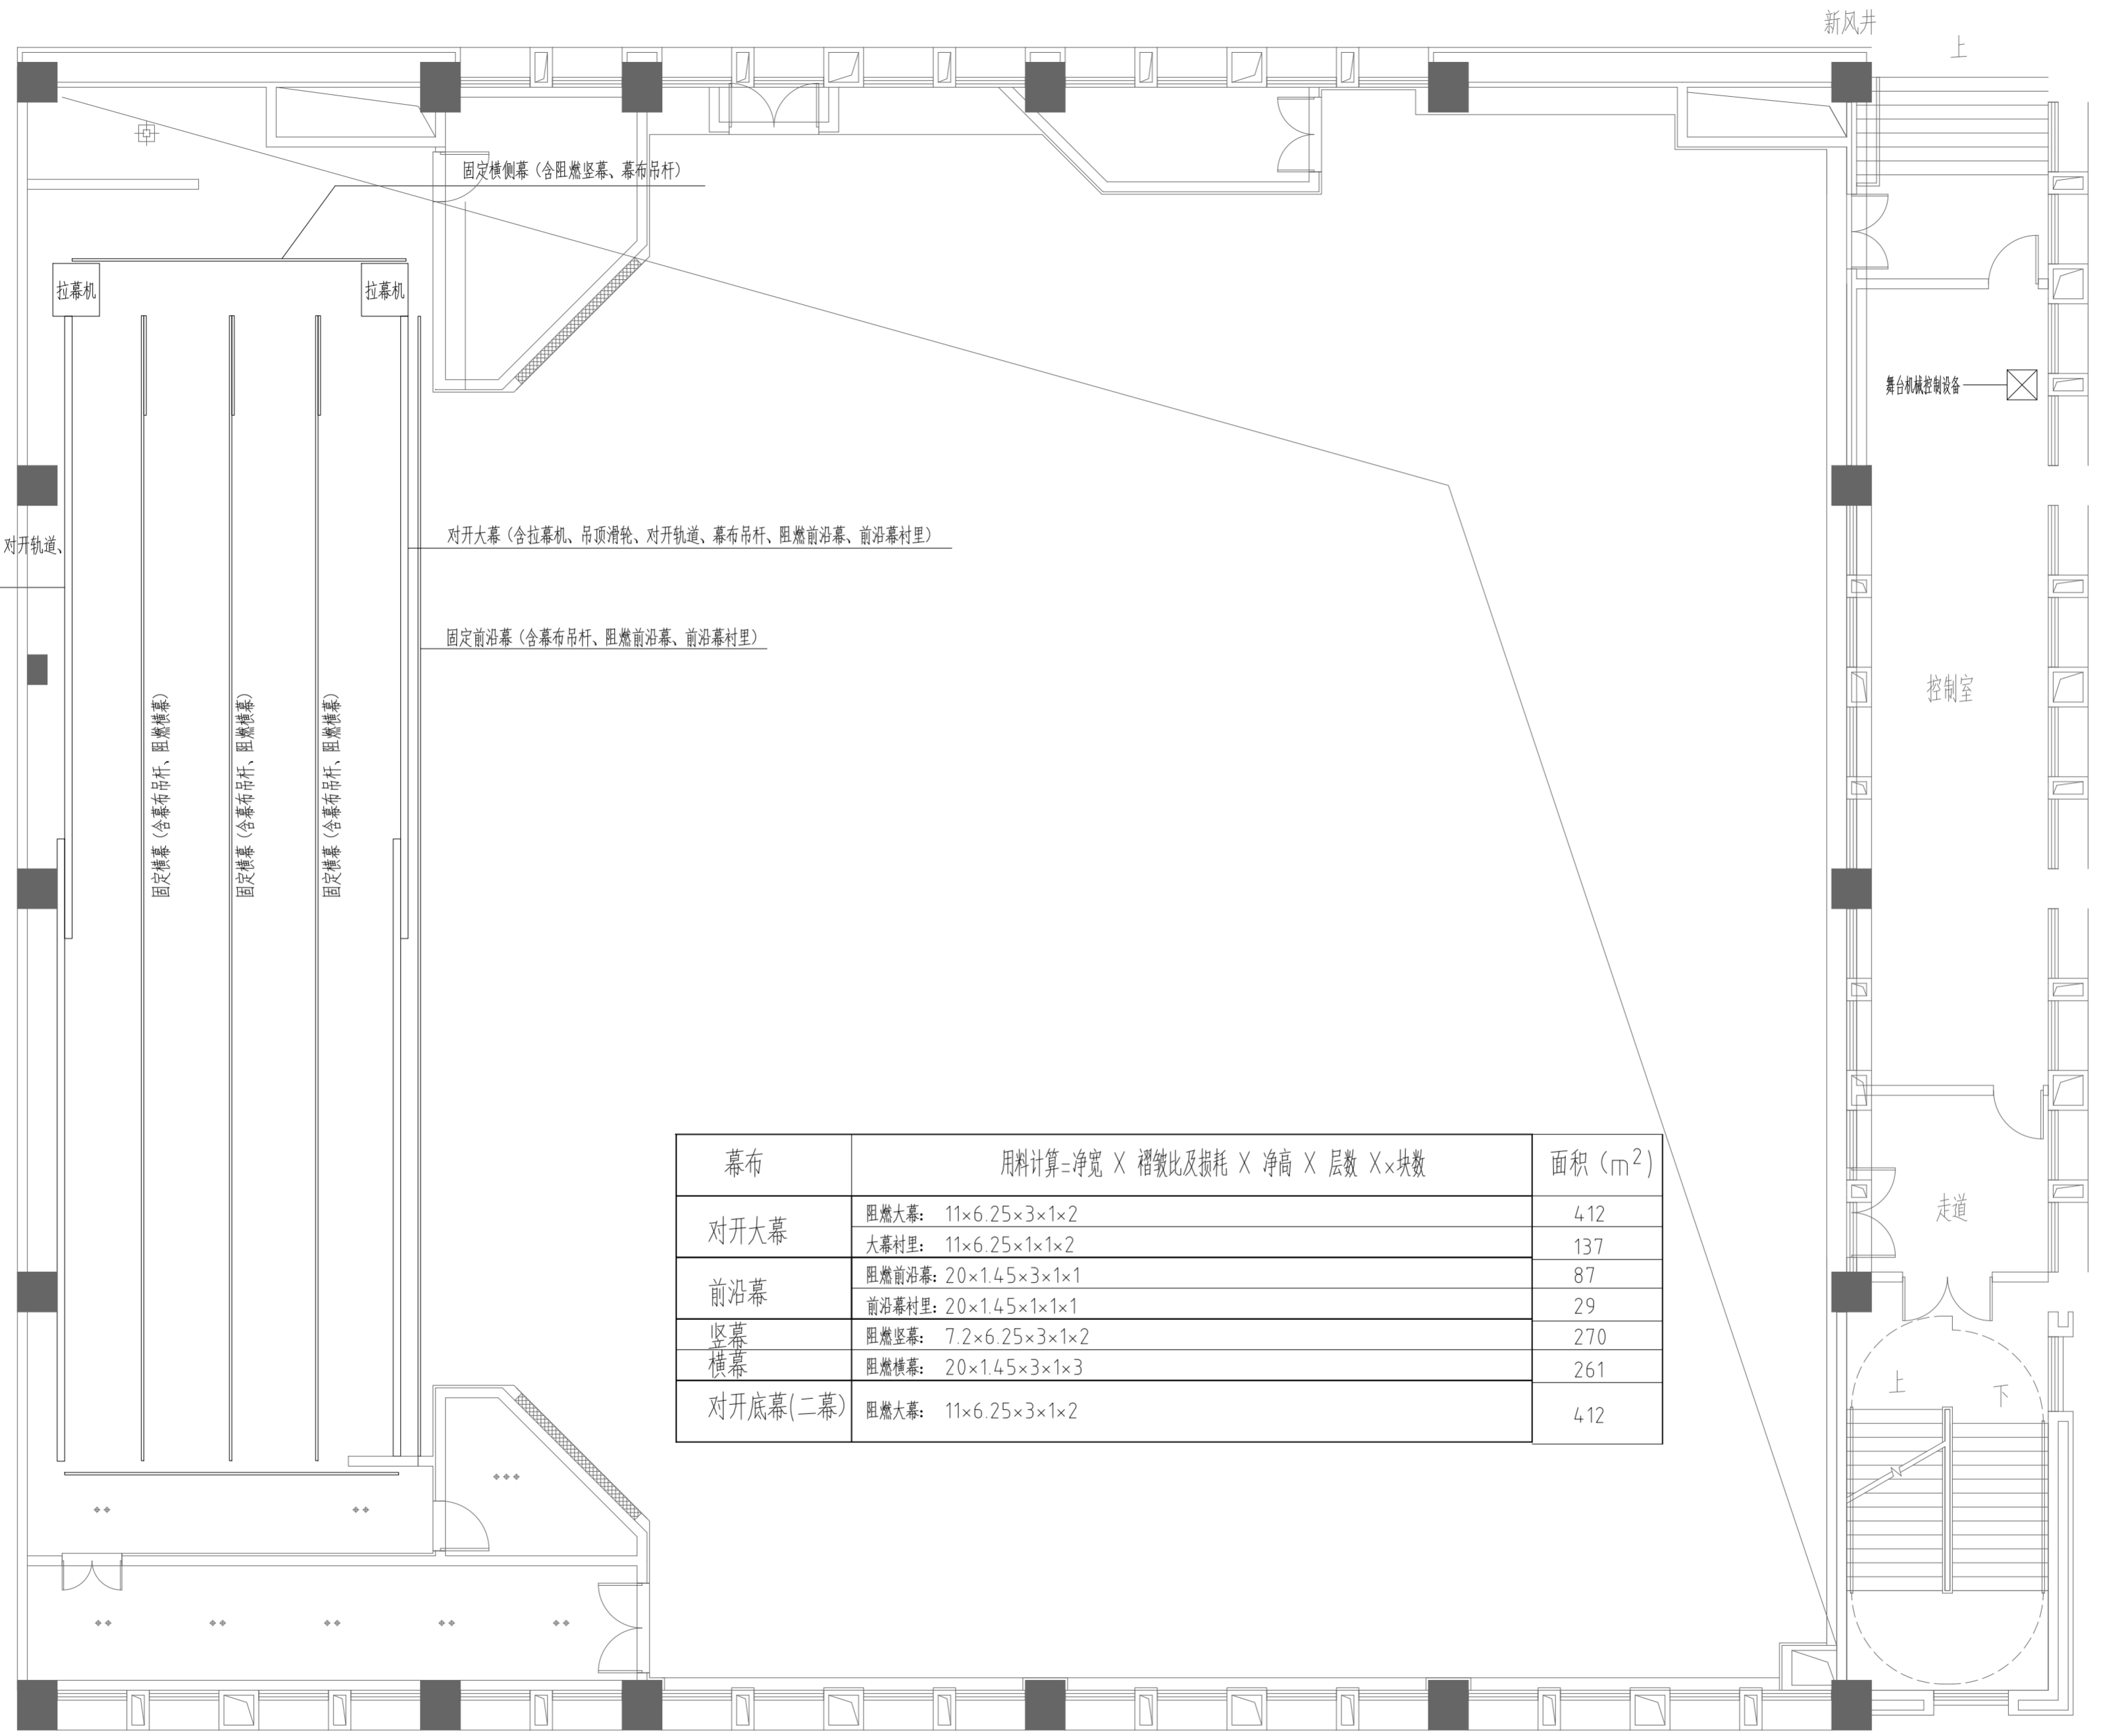 新风井
上
固定横侧幕（含阻燃竖幕、幕布吊杆）
拉幕机
拉幕机
舞台机械控制设备
对开轨道、
对开大幕（含拉幕机、吊顶滑轮、对开轨道、幕布吊杆、阻燃前沿幕、前沿幕衬里）
固定前沿幕（含幕布吊杆、阻燃前沿幕、前沿幕衬里）
固定横幕（含幕布吊杆、阻燃横幕）
固定横幕（含幕布吊杆、阻燃横幕）
固定横幕（含幕布吊杆、阻燃横幕）
控制室
走道
上
下
幕布 用料计算=净宽 × 褶皱比及损耗 × 净高 × 层数 ××块数 面积（m²）
对开大幕 阻燃大幕: 11×6.25×3×1×2 412
大幕衬里: 11×6.25×1×1×2 137
前沿幕 阻燃前沿幕: 20×1.45×3×1×1 87
前沿幕衬里: 20×1.45×1×1×1 29
竖幕 阻燃竖幕: 7.2×6.25×3×1×2 270
横幕 阻燃横幕: 20×1.45×3×1×3 261
对开底幕(二幕) 阻燃大幕: 11×6.25×3×1×2 412